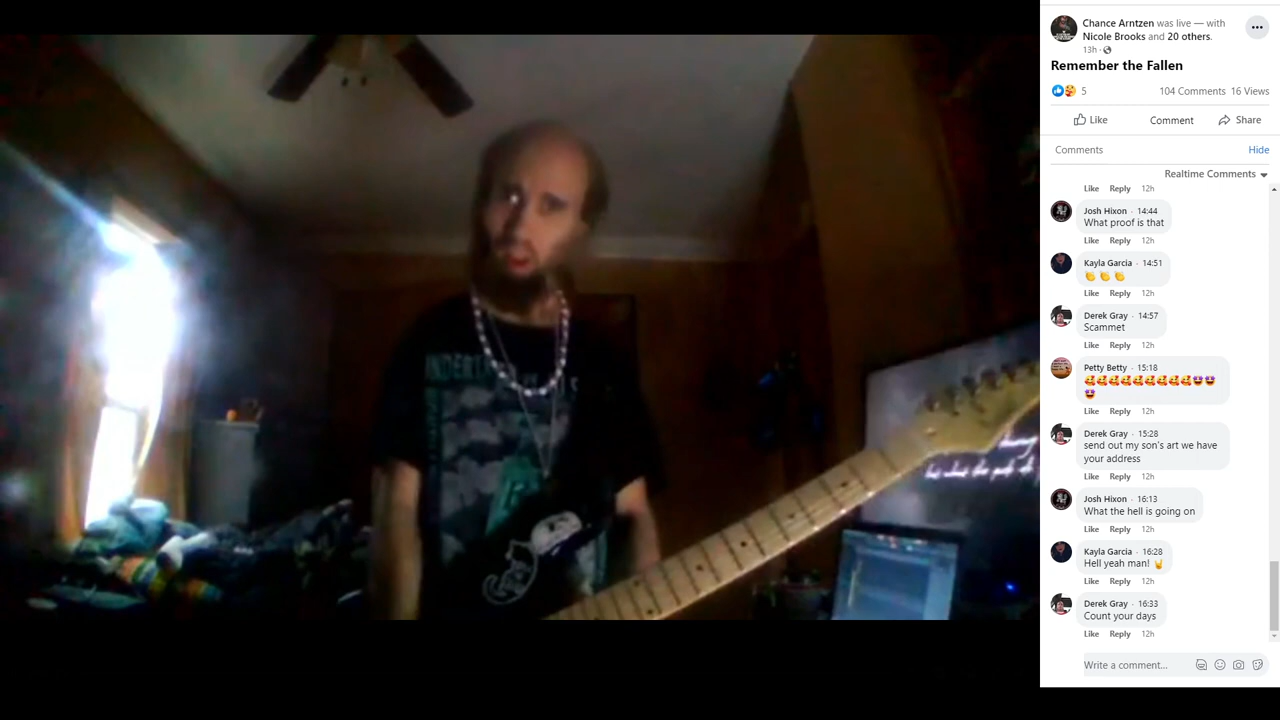 Chance Arntzen was live — with
Nicole Brooks and 20 others.
13h ·
Remember the Fallen
5
104 Comments 16 Views
Like
Comment
Share
Comments
Hide
Realtime Comments
Like Reply 12h
Josh Hixon · 14:44
What proof is that
Like Reply 12h
Kayla Garcia · 14:51
👏 👏 👏
Like Reply 12h
Derek Gray · 14:57
Scammet
Like Reply 12h
Petty Betty · 15:18
🥰🥰🥰🥰🥰🥰🥰🥰🥰🤩🤩
🤩
Like Reply 12h
Derek Gray · 15:28
send out my son's art we have
your address
Like Reply 12h
Josh Hixon · 16:13
What the hell is going on
Like Reply 12h
Kayla Garcia · 16:28
Hell yeah man! 🤘
Like Reply 12h
Derek Gray · 16:33
Count your days
Like Reply 12h
Write a comment...